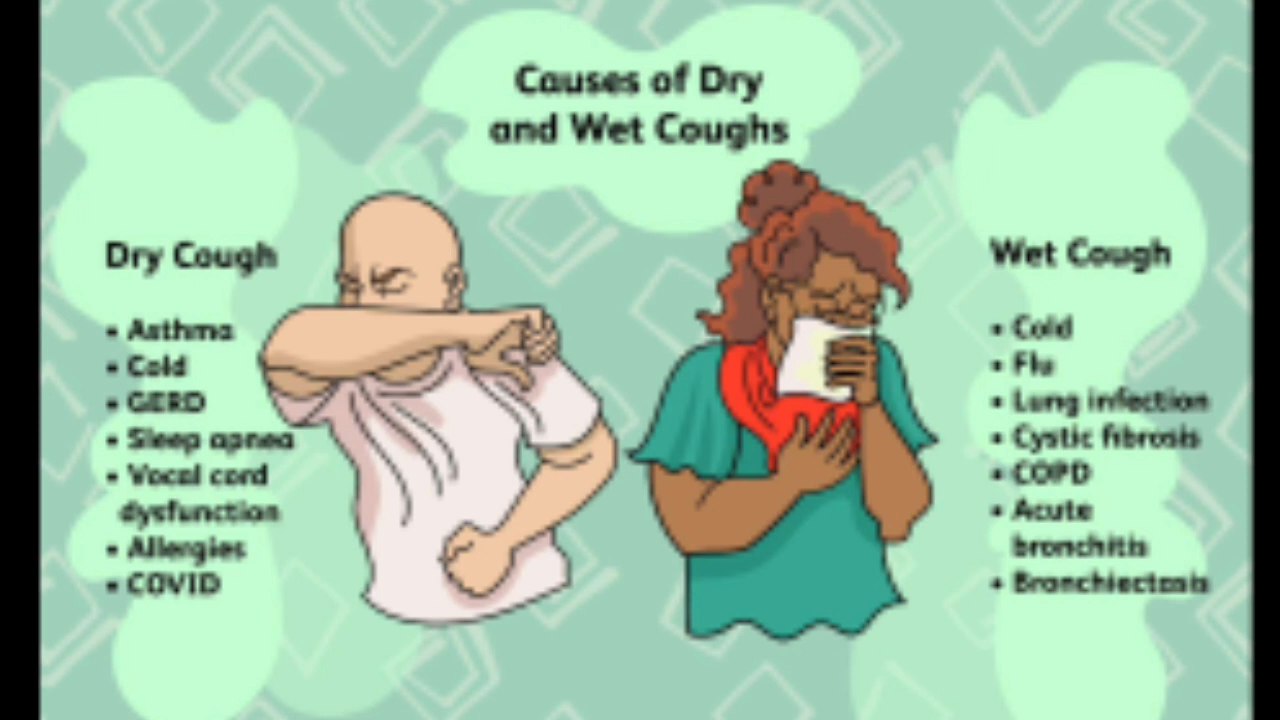 Causes of Dry
and Wet Coughs
Dry Cough
• Asthma
• Cold
• GERD
• Sleep apnea
• Vocal cord
dysfunction
• Allergies
• COVID
Wet Cough
• Cold
• Flu
• Lung infection
• Cystic fibrosis
• COPD
• Acute
bronchitis
• Bronchiectasis